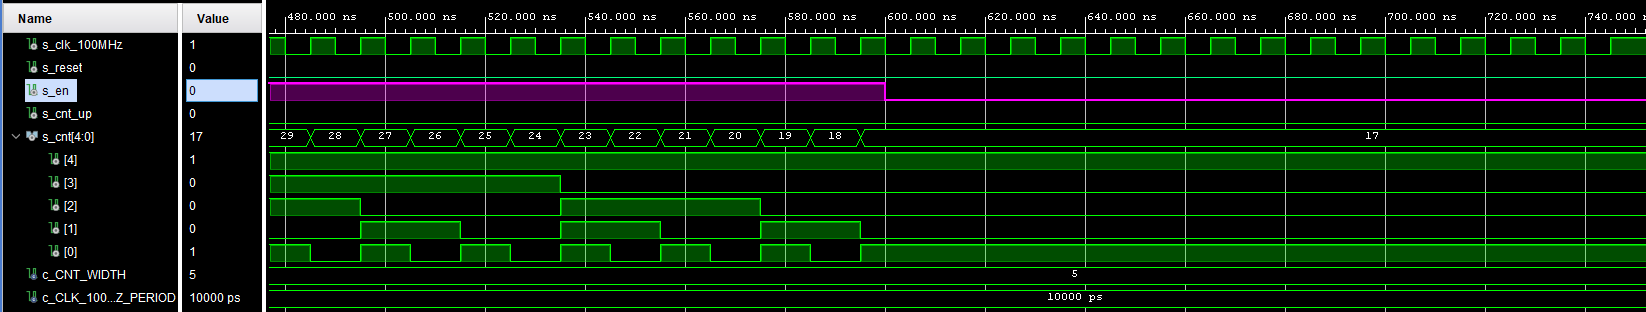 Name Value 480.000 ns 500.000 ns 520.000 ns 540.000 ns 560.000 ns 580.000 ns 600.000 ns 620.000 ns 640.000 ns 660.000 ns 680.000 ns 700.000 ns 720.000 ns 740.000
s_clk_100MHz 1
s_reset 0
s_en 0
s_cnt_up 0
s_cnt[4:0] 17 29 28 27 26 25 24 23 22 21 20 19 18 17
[4] 1
[3] 0
[2] 0
[1] 0
[0] 1
c_CNT_WIDTH 5 5
c_CLK_100...Z_PERIOD 10000 ps 10000 ps